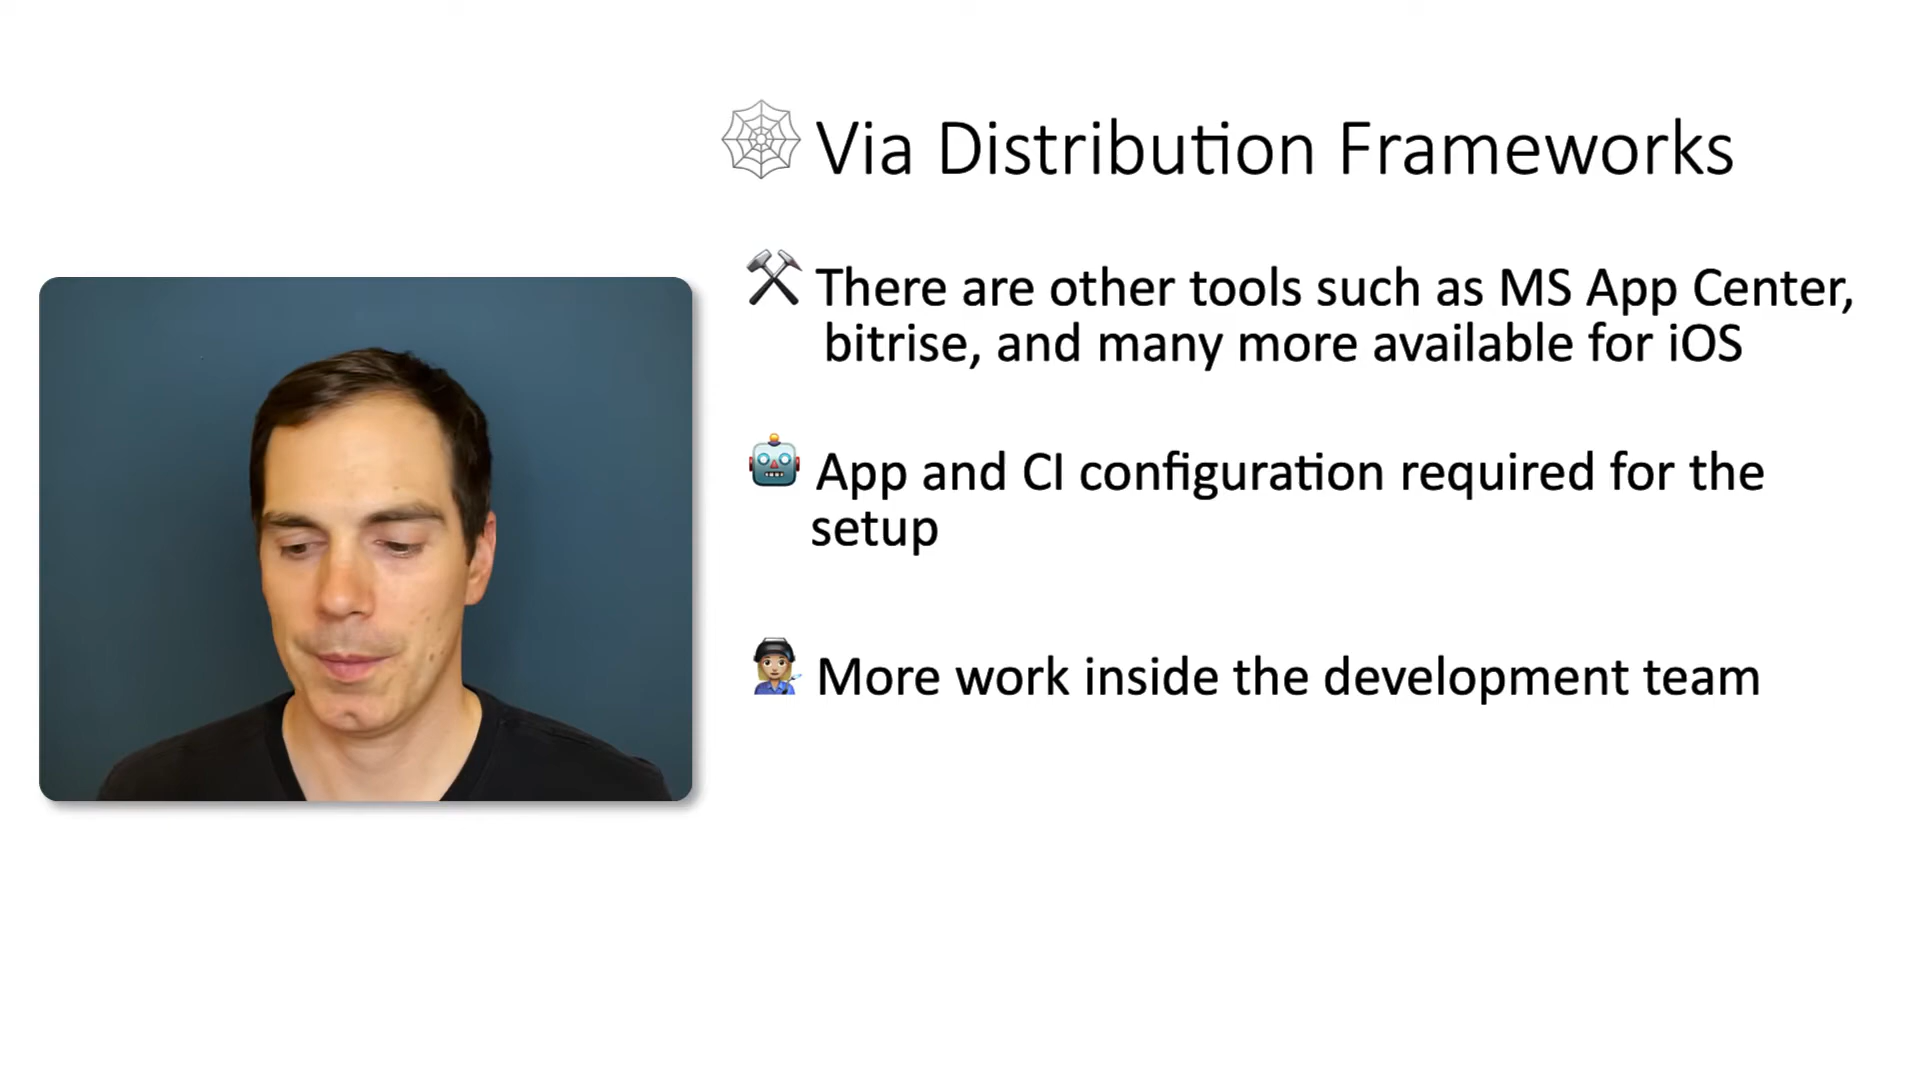 Via Distribution Frameworks
There are other tools such as MS App Center,
bitrise, and many more available for iOS
App and CI configuration required for the
setup
More work inside the development team